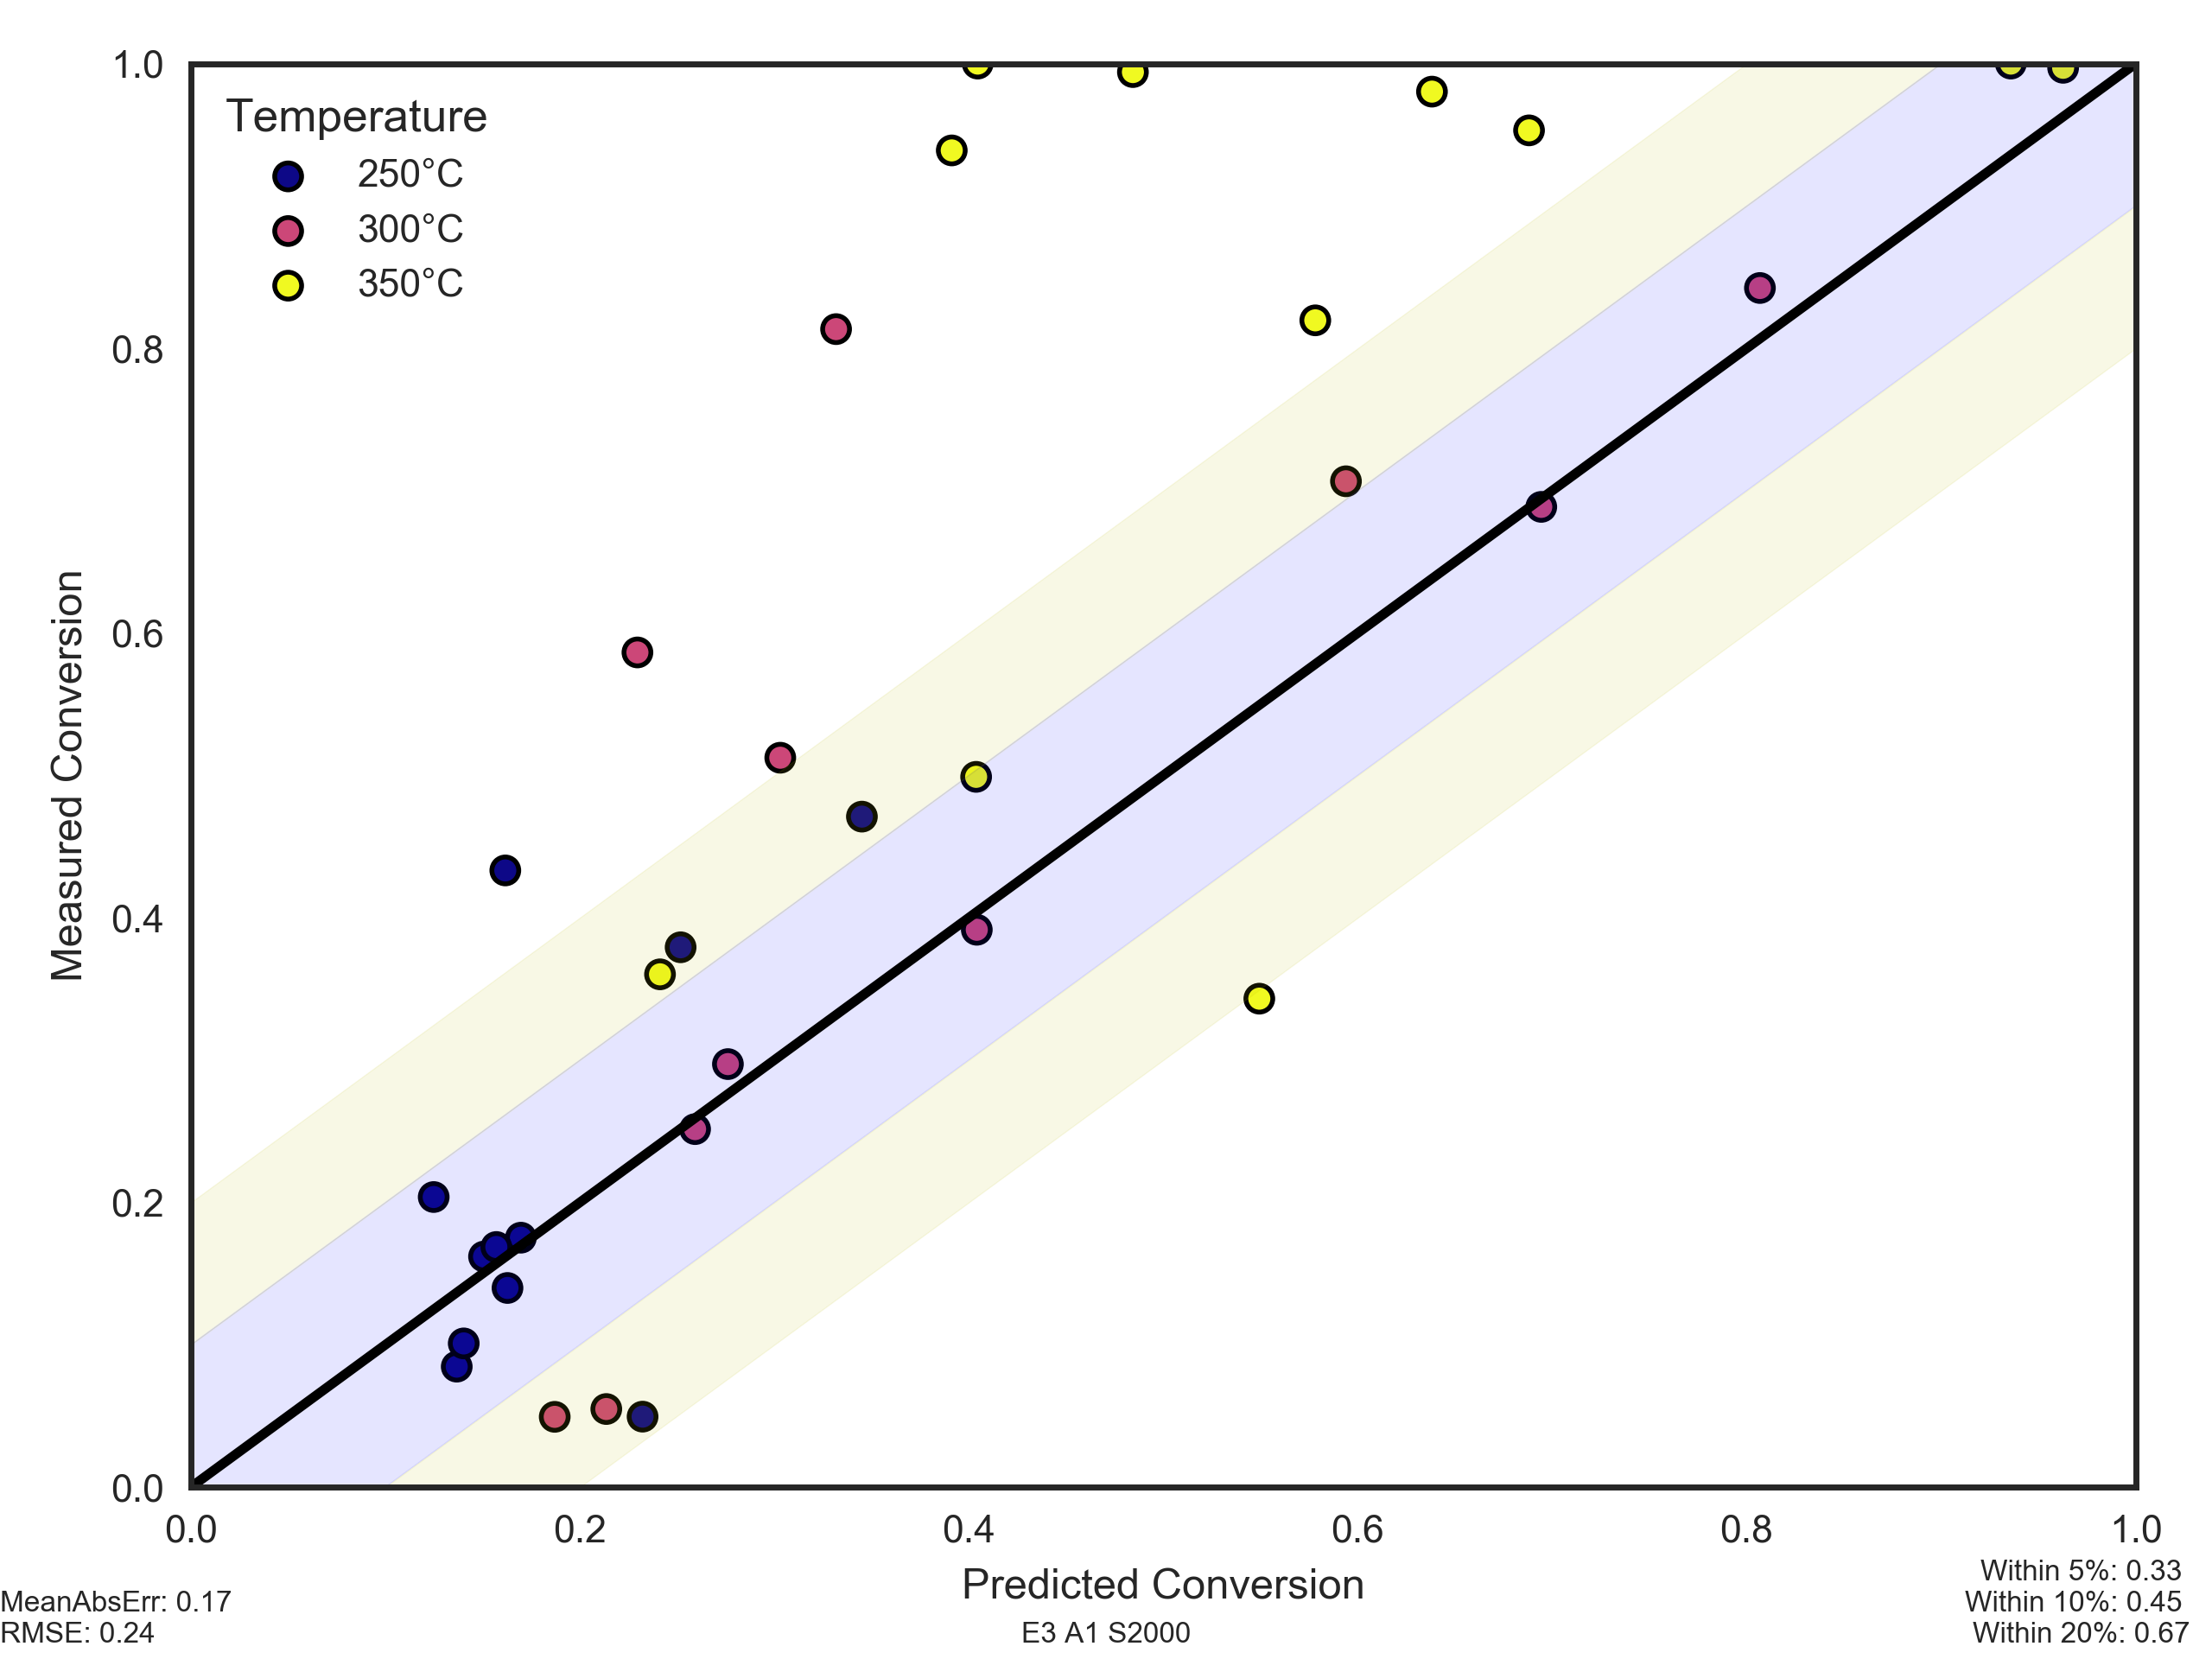 1.0
0.8
0.6
0.4
0.2
0.0
Measured Conversion
Temperature
250°C
300°C
350°C
0.0 0.2 0.4 0.6 0.8 1.0
Predicted Conversion
E3 A1 S2000
MeanAbsErr: 0.17
RMSE: 0.24
Within 5%: 0.33
Within 10%: 0.45
Within 20%: 0.67